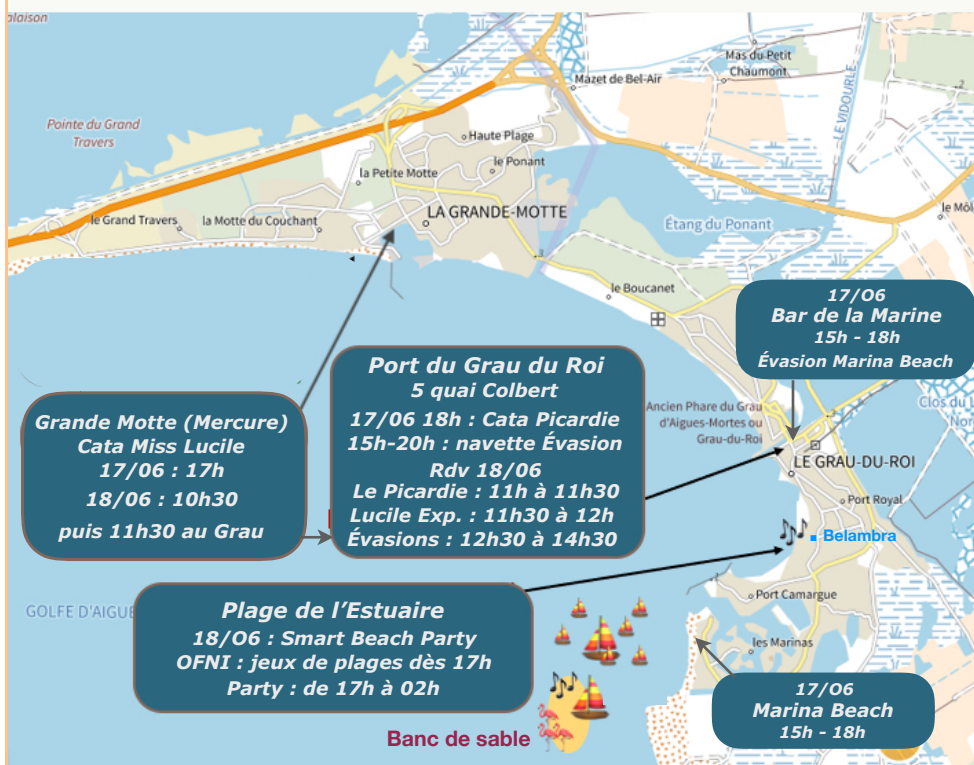 Pointe du Grand
Travers
Mas du Petit
Chaumont
Mazet de Bel-Air
LE VIDOURLE
Haute Plage
le Ponant
la Petite Motte
le Grand Travers
la Motte du Couchant
LA GRANDE-MOTTE
Étang du Ponant
le Boucanet
17/O6
Bar de la Marine
15h - 18h
Évasion Marina Beach
Port du Grau du Roi
5 quai Colbert
17/06 18h : Cata Picardie
15h-20h : navette Évasion
Rdv 18/06
Le Picardie : 11h à 11h30
Lucile Exp. : 11h30 à 12h
Évasions : 12h30 à 14h30
Grande Motte (Mercure)
Cata Miss Lucile
17/06 : 17h
18/06 : 10h30
puis 11h30 au Grau
Ancien Phare du Grau
d'Aigues-Mortes ou
Grau-du-Roi
Clos du
LE GRAU-DU-ROI
Port Royal
Belambra
Port Camargue
les Marinas
GOLFE D'AIGUE
Plage de l'Estuaire
18/O6 : Smart Beach Party
OFNI : jeux de plages dès 17h
Party : de 17h à 02h
Banc de sable
17/O6
Marina Beach
15h - 18h